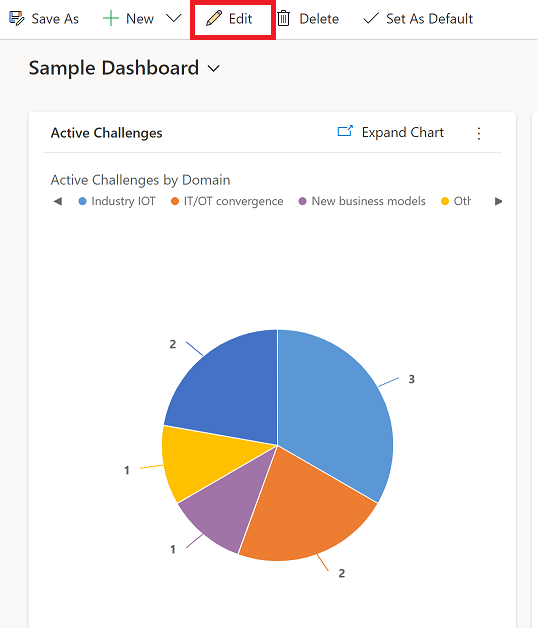 Save As New Edit Delete Set As Default
Sample Dashboard
Active Challenges Expand Chart
Active Challenges by Domain
Industry IOT IT/OT convergence New business models Oth
2
3
1
1
2